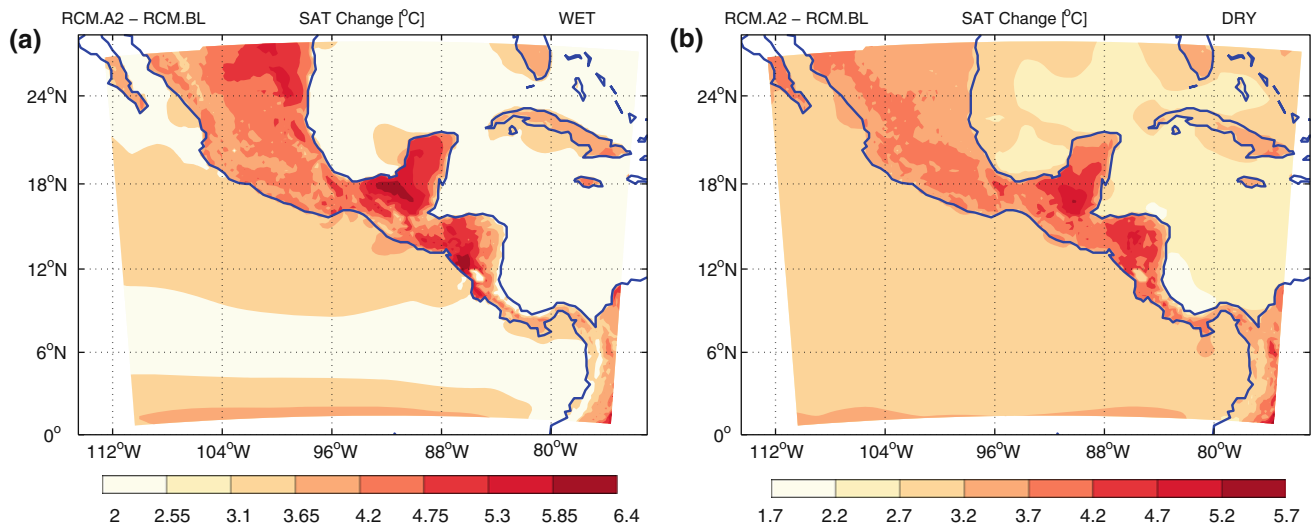 RCM.A2 − RCM.BL SAT Change [°C] WET
(a)
24°N
18°N
12°N
6°N
0°
112°W 104°W 96°W 88°W 80°W
2 2.55 3.1 3.65 4.2 4.75 5.3 5.85 6.4
RCM.A2 − RCM.BL SAT Change [°C] DRY
(b)
24°N
18°N
12°N
6°N
0°
112°W 104°W 96°W 88°W 80°W
1.7 2.2 2.7 3.2 3.7 4.2 4.7 5.2 5.7